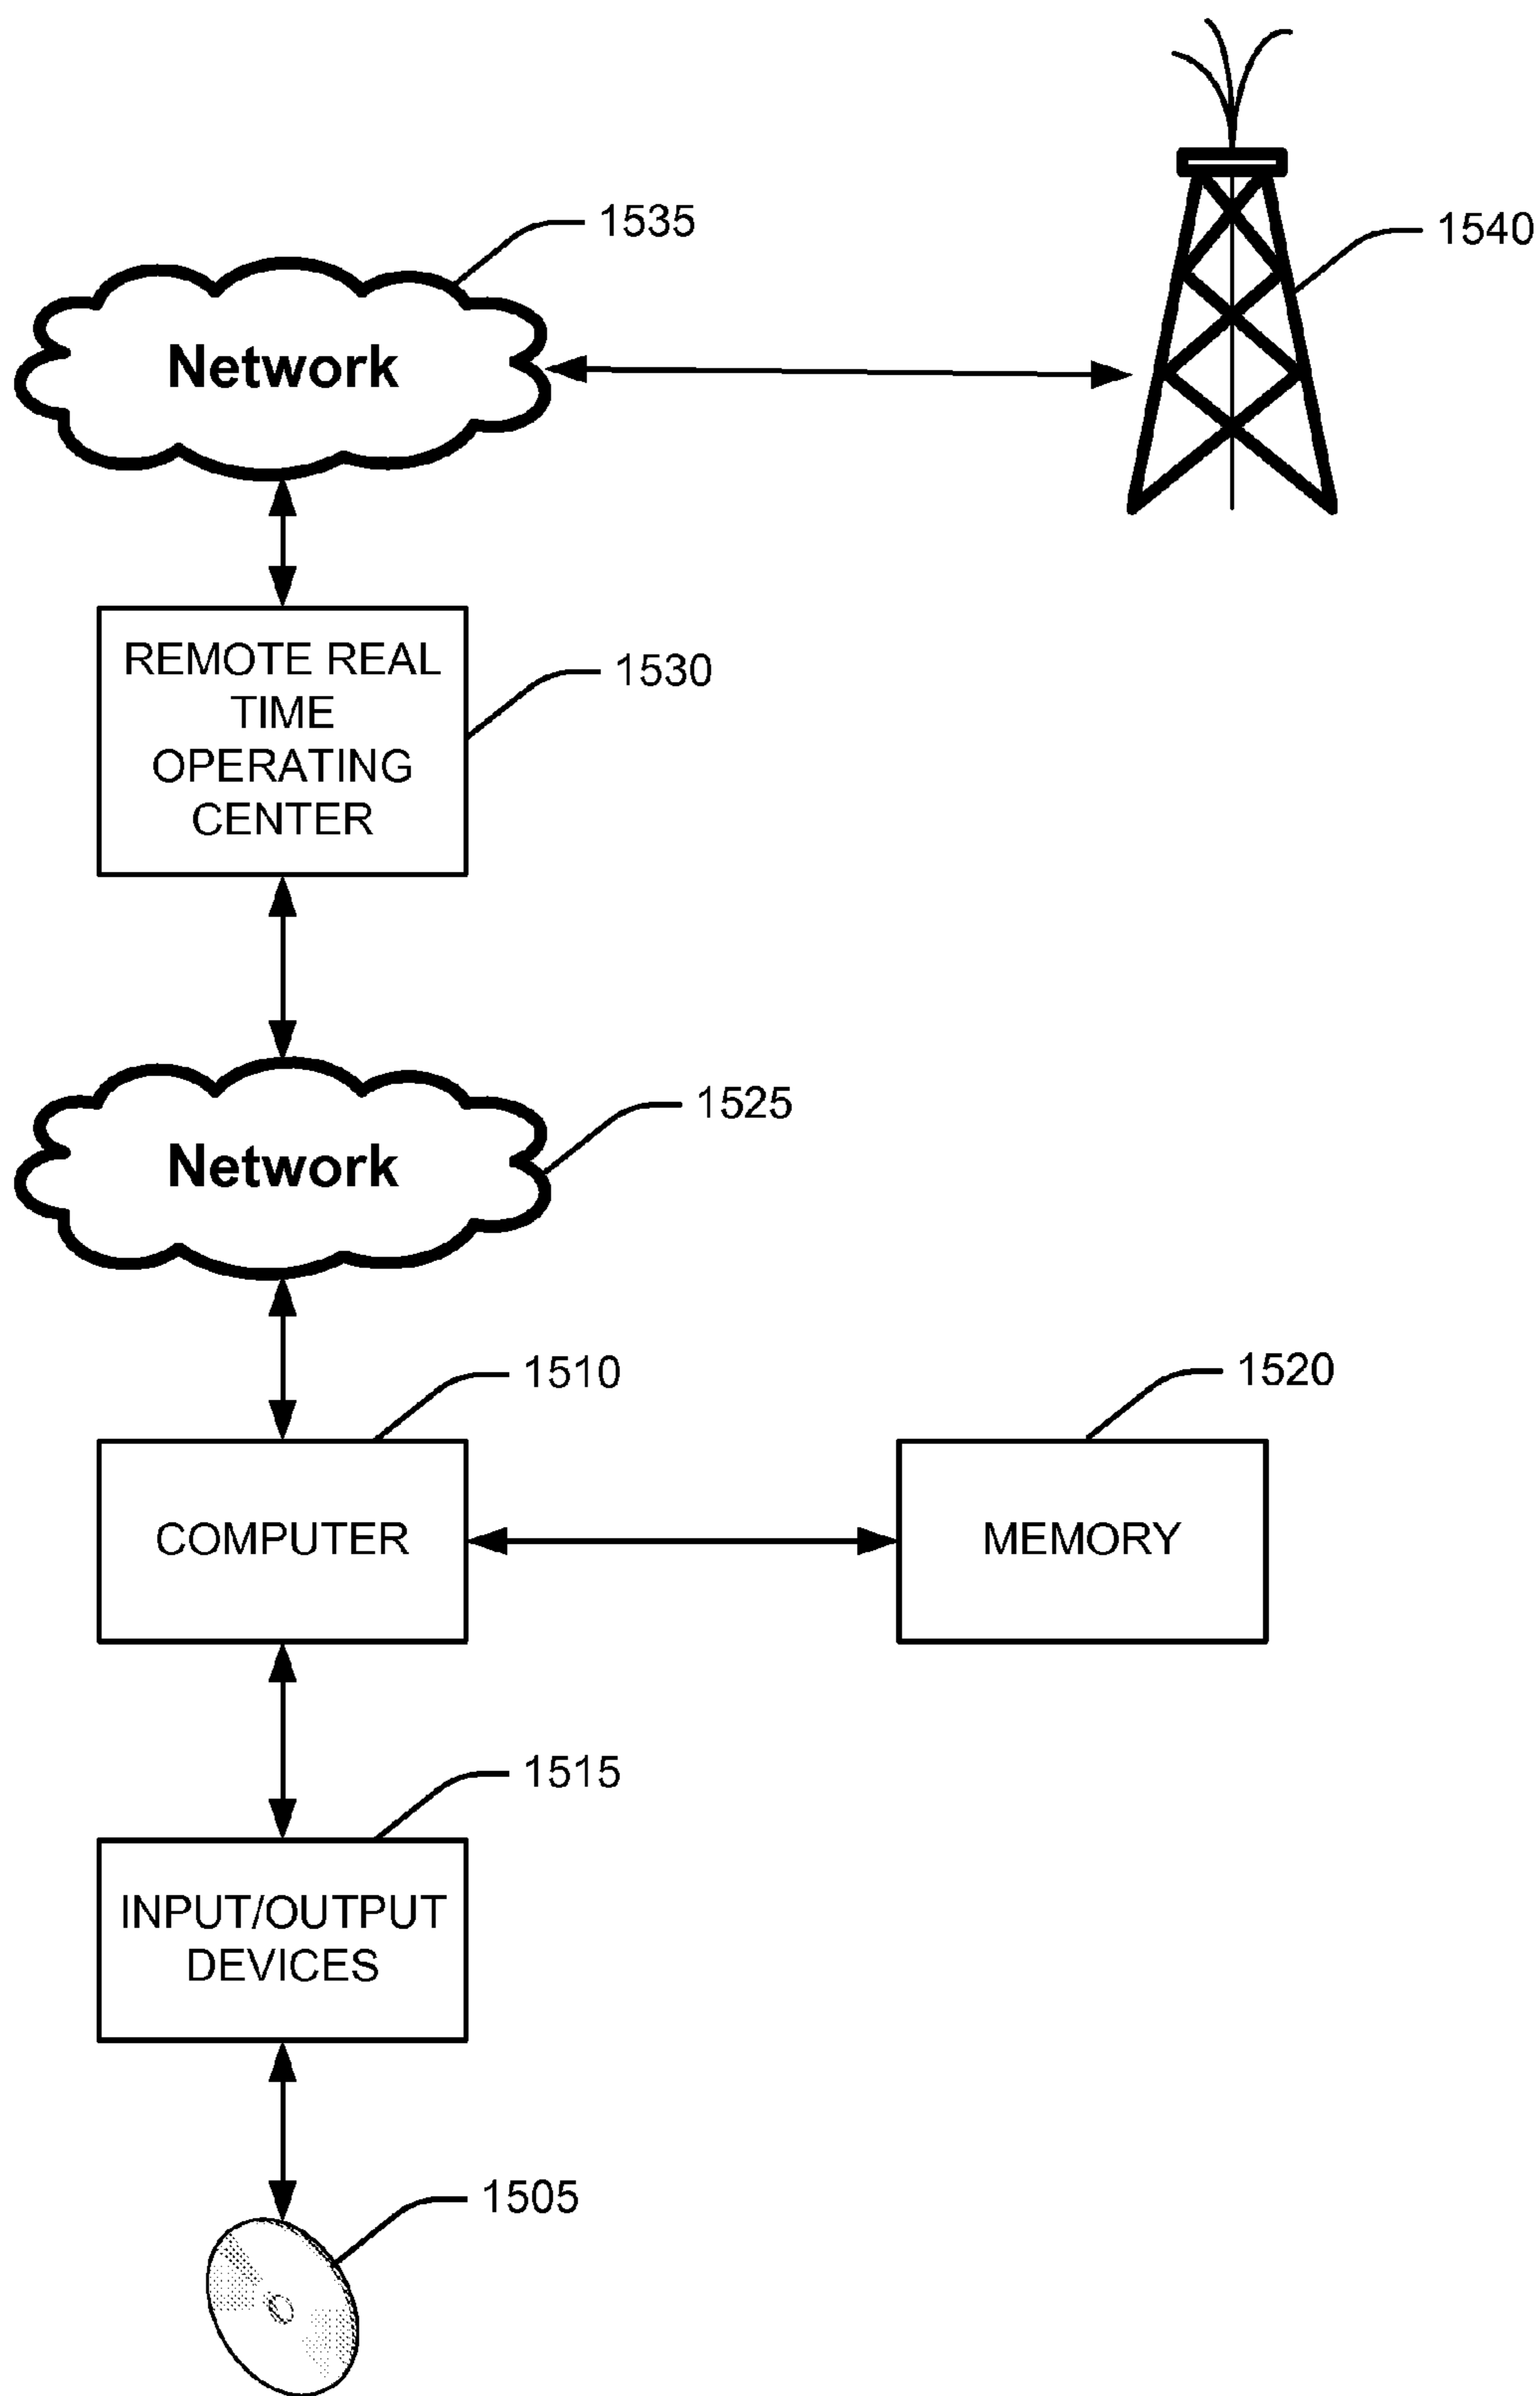 1535
1540
Network
REMOTE REAL
TIME
OPERATING
CENTER
1530
1525
Network
1510
1520
COMPUTER
MEMORY
1515
INPUT/OUTPUT
DEVICES
1505